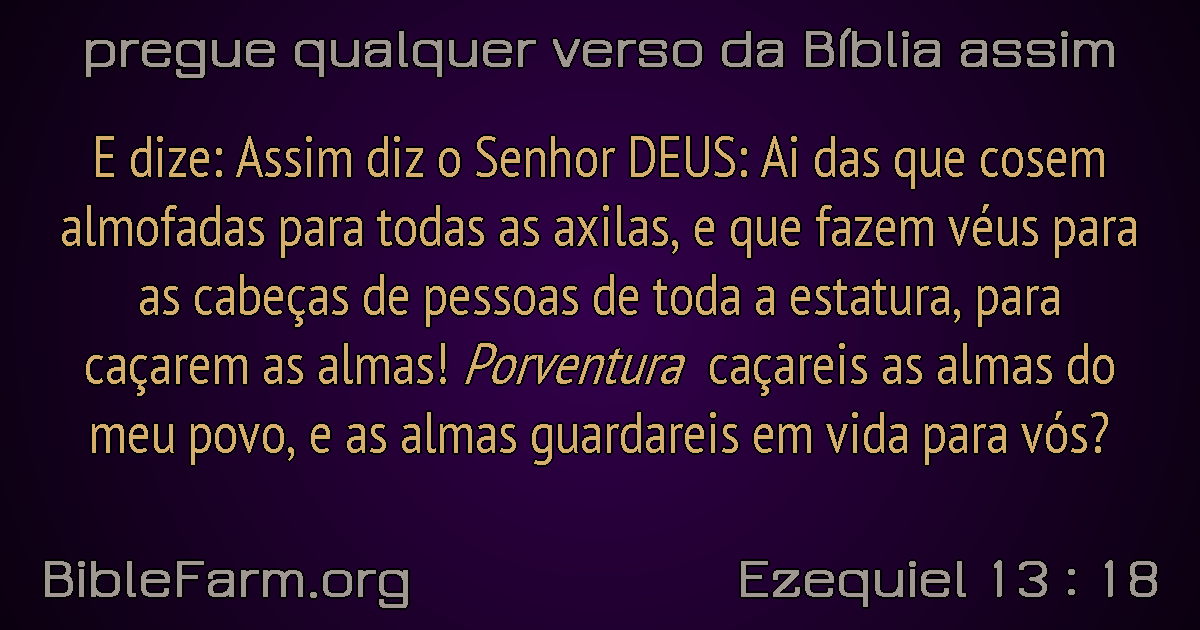 pregue qualquer verso da Bíblia assim
E dize: Assim diz o Senhor DEUS: Ai das que cosem
almofadas para todas as axilas, e que fazem véus para
as cabeças de pessoas de toda a estatura, para
caçarem as almas! Porventura caçareis as almas do
meu povo, e as almas guardareis em vida para vós?
BibleFarm.org
Ezequiel 13 : 18